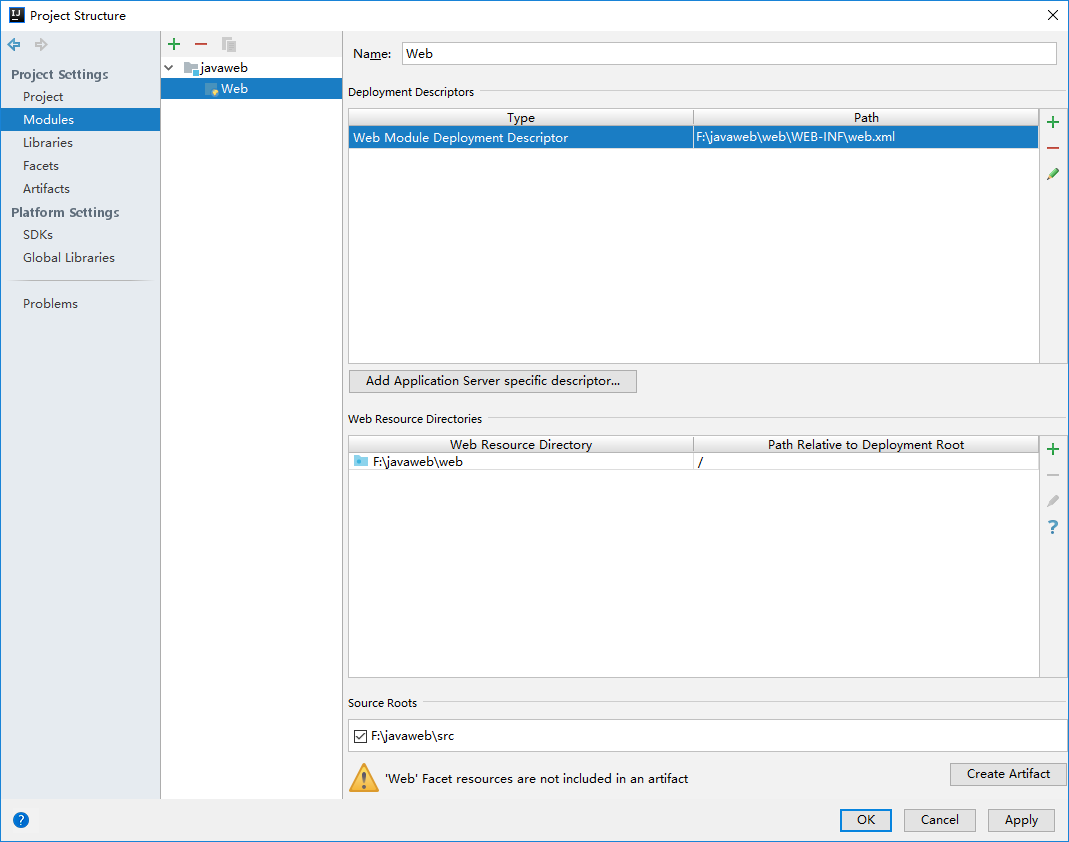 Project Structure
Project Settings
Project
Modules
Libraries
Facets
Artifacts
Platform Settings
SDKs
Global Libraries
Problems
javaweb
Web
Name: Web
Deployment Descriptors
Type Path
Web Module Deployment Descriptor F:\javaweb\web\WEB-INF\web.xml
Add Application Server specific descriptor...
Web Resource Directories
Web Resource Directory Path Relative to Deployment Root
F:\javaweb\web /
Source Roots
F:\javaweb\src
'Web' Facet resources are not included in an artifact
Create Artifact
OK Cancel Apply